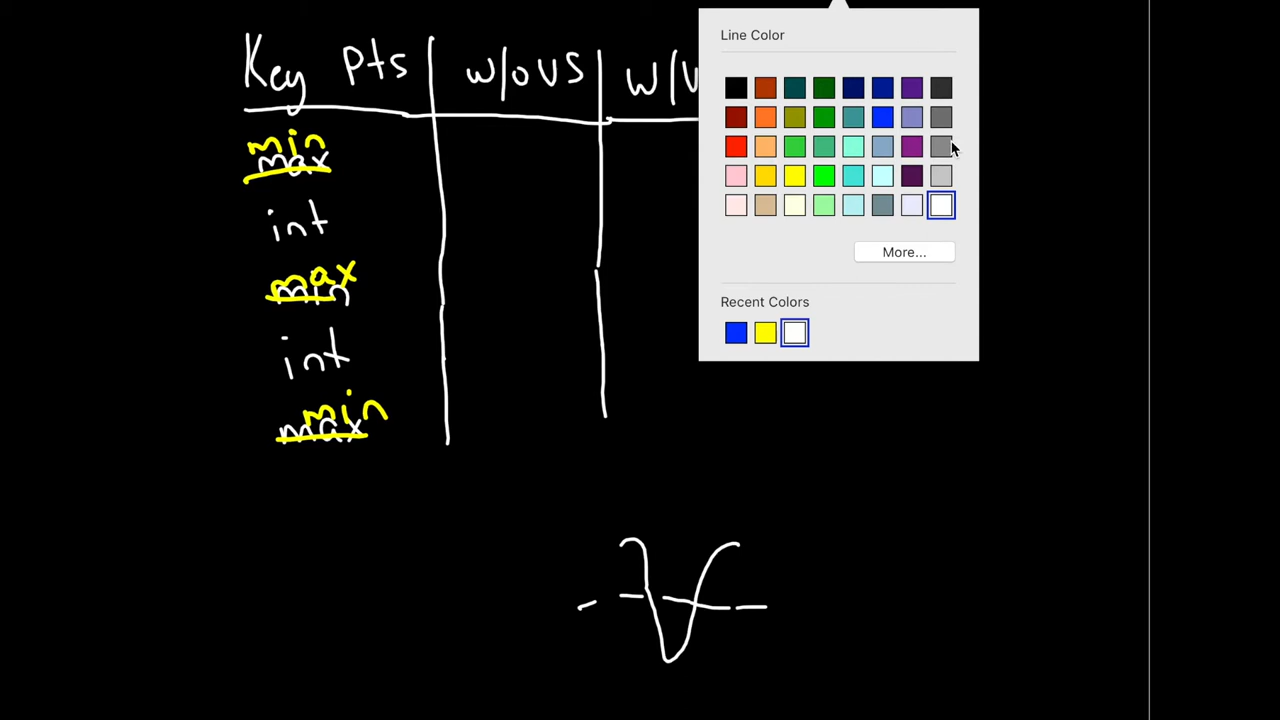 Key Pts w/o VS w/V
min
max
int
max
min
int
min
max
Line Color
More...
Recent Colors